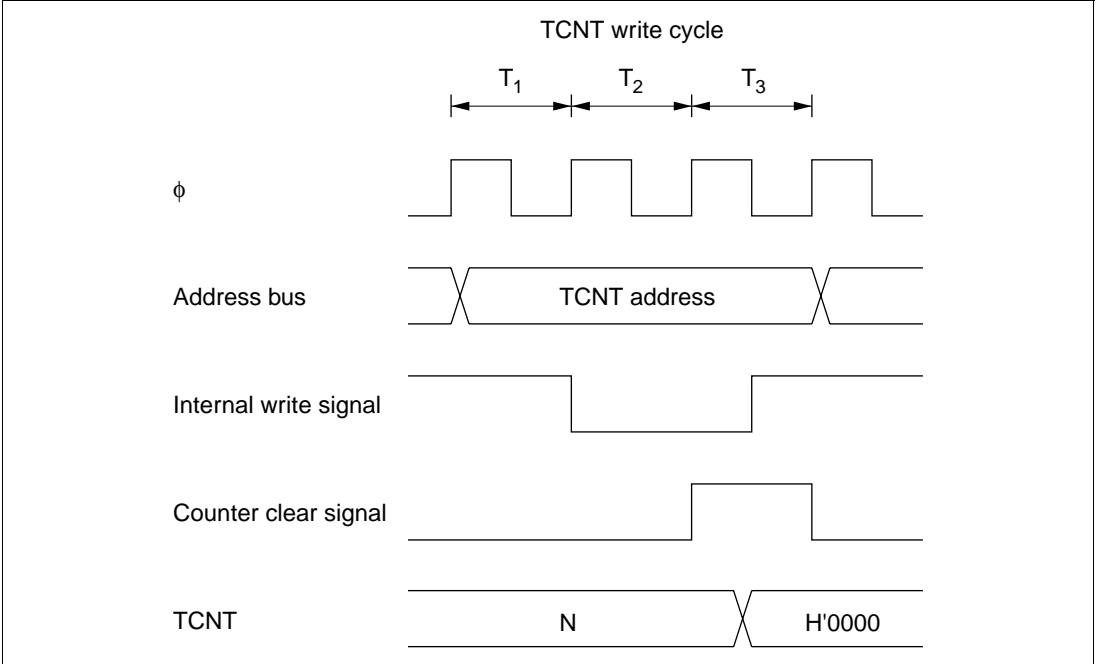 TCNT write cycle
T1 T2 T3
ϕ
Address bus
TCNT address
Internal write signal
Counter clear signal
TCNT
N
H'0000